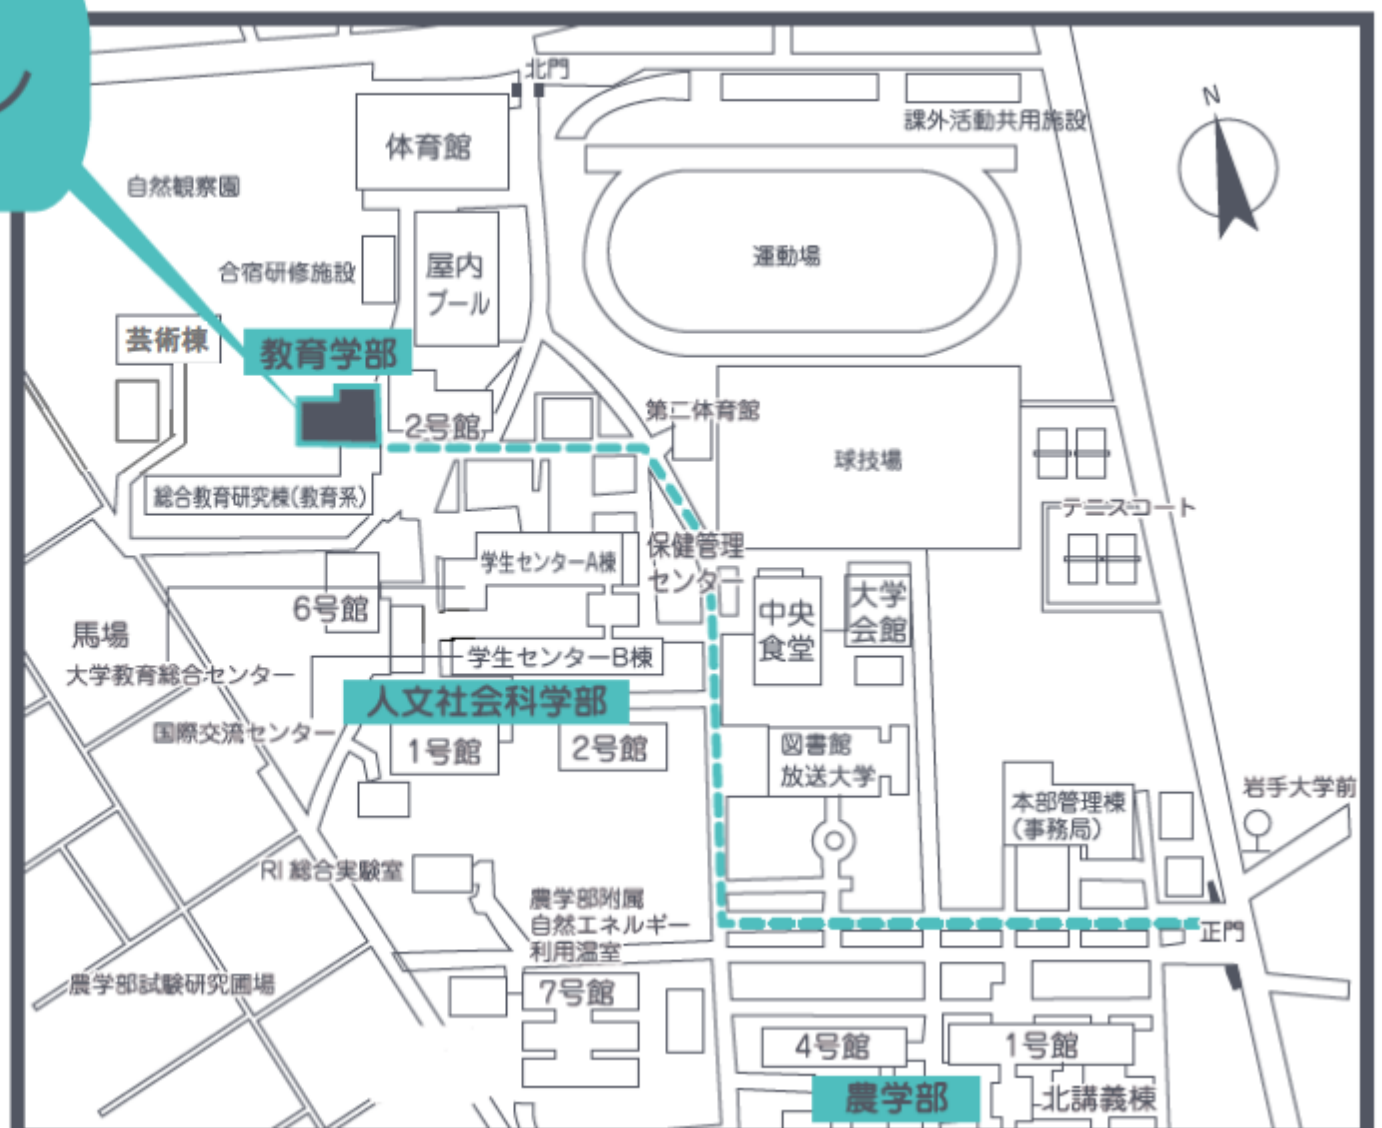 北門
N
体育館
課外活動共用施設
自然観察園
屋内
プール
運動場
合宿研修施設
芸術棟
教育学部
2号館
第二体育館
球技場
総合教育研究棟(教育系)
テニスコート
学生センターA棟
保健管理
センター
6号館
中央
食堂
大学
会館
馬場
学生センターB棟
大学教育総合センター
人文社会科学部
国際交流センター
1号館
2号館
図書館
放送大学
本部管理棟
(事務局)
岩手大学前
RI 総合実験室
農学部附属
自然エネルギー
利用温室
正門
農学部試験研究圃場
7号館
4号館
1号館
農学部
北講義棟